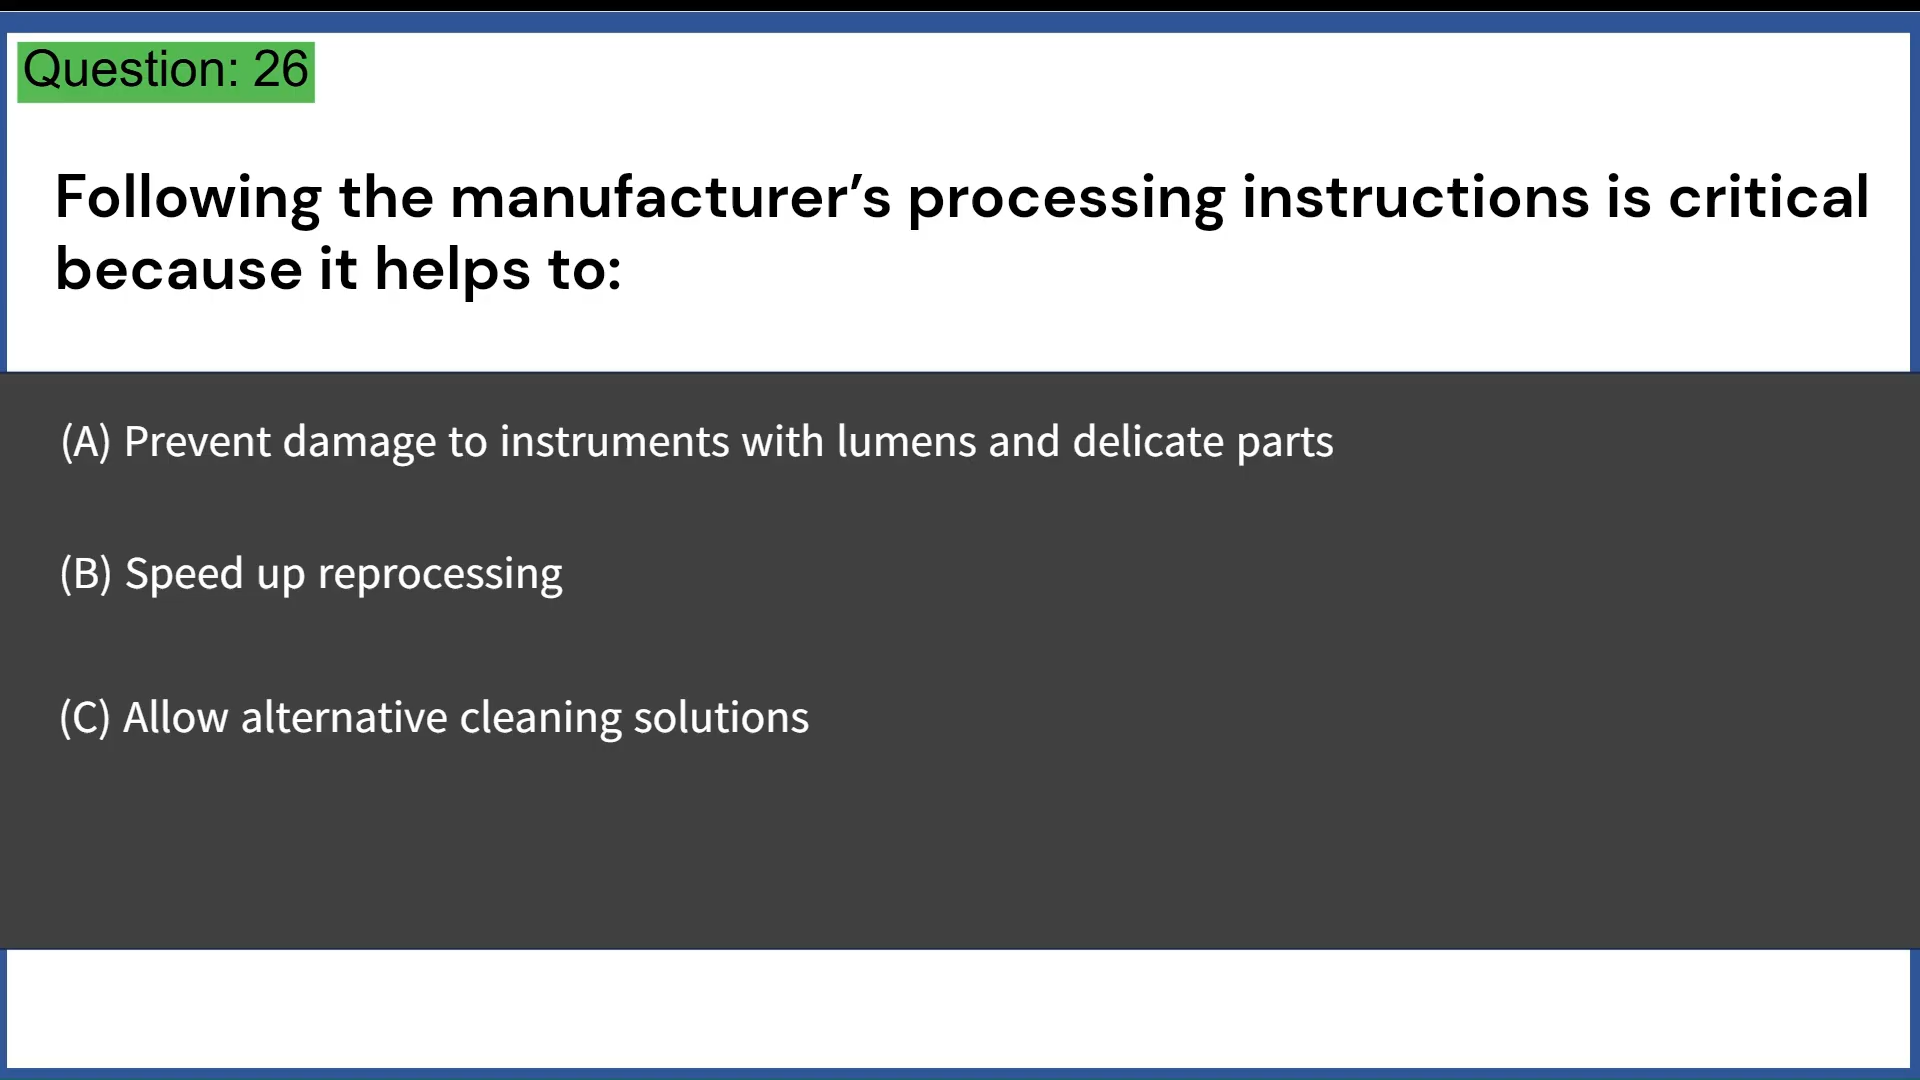 Question: 26
Following the manufacturer’s processing instructions is critical
because it helps to:
(A) Prevent damage to instruments with lumens and delicate parts
(B) Speed up reprocessing
(C) Allow alternative cleaning solutions